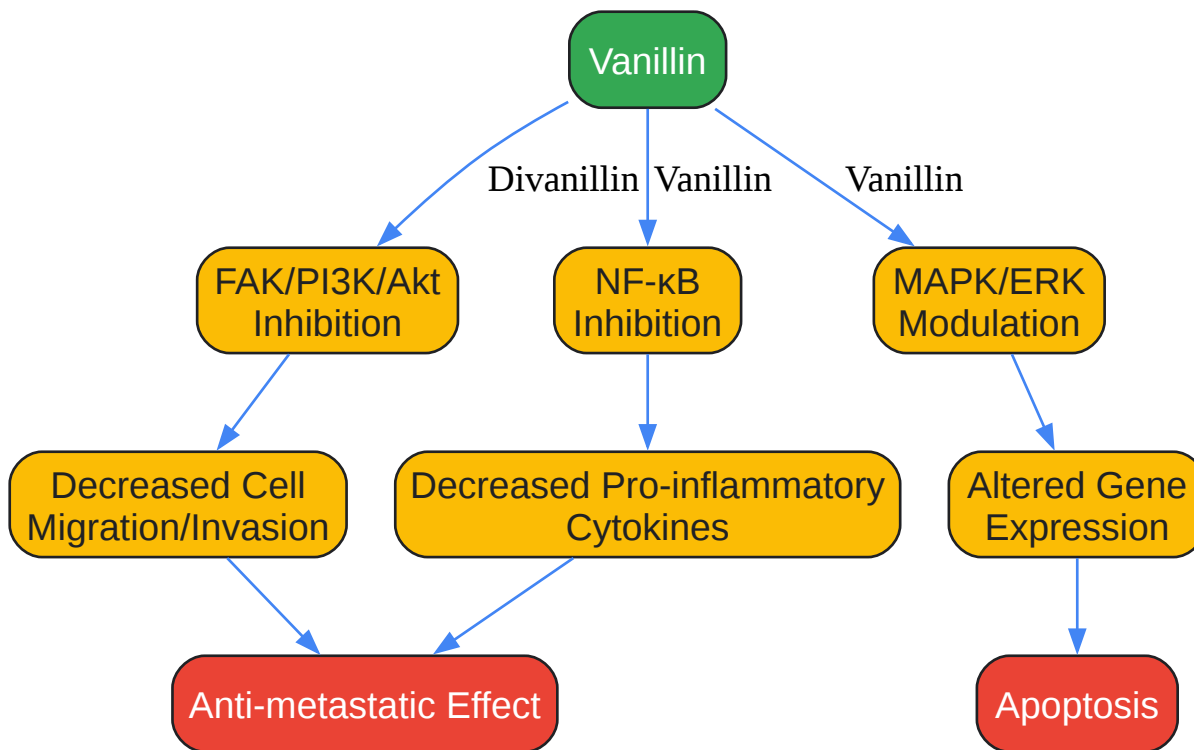 Vanillin
Divanillin
Vanillin
Vanillin
FAK/PI3K/Akt
Inhibition
NF-κB
Inhibition
MAPK/ERK
Modulation
Decreased Cell
Migration/Invasion
Decreased Pro-inflammatory
Cytokines
Altered Gene
Expression
Anti-metastatic Effect
Apoptosis